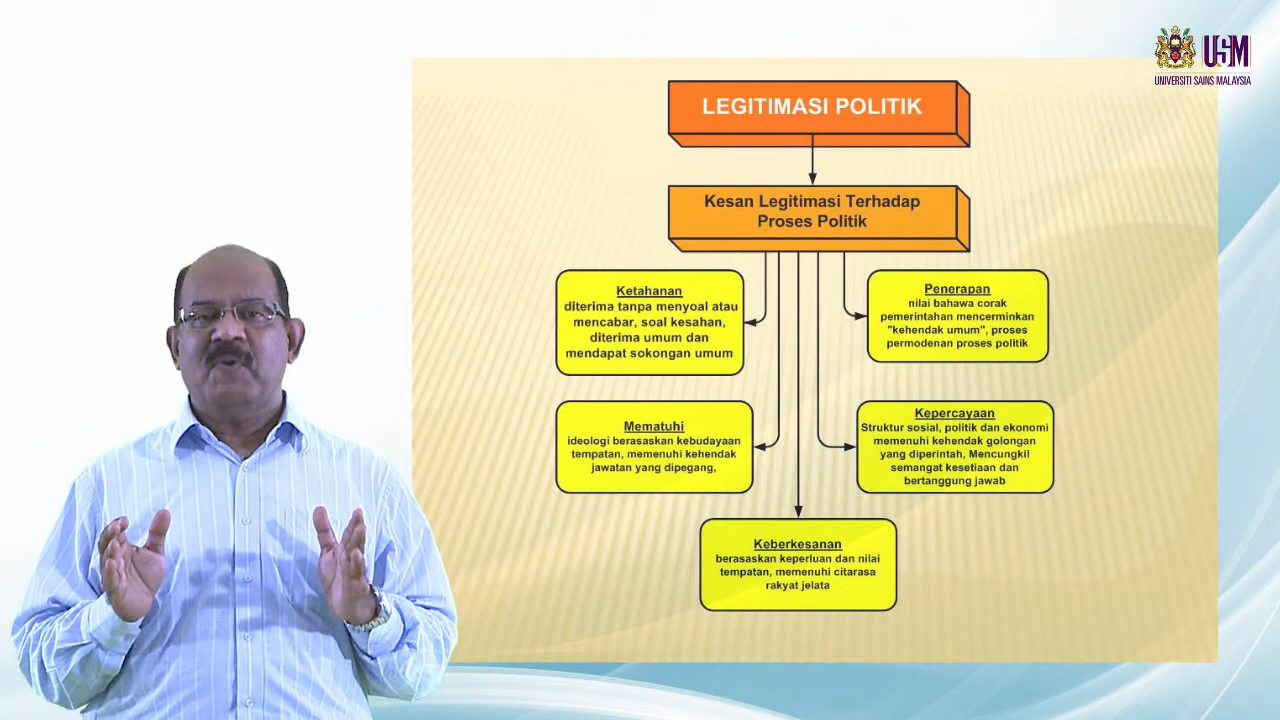 USM
UNIVERSITI SAINS MALAYSIA
LEGITIMASI POLITIK
Kesan Legitimasi Terhadap
Proses Politik
Ketahanan
diterima tanpa menyoal atau
mencabar, soal kesahan,
diterima umum dan
mendapat sokongan umum
Penerapan
nilai bahawa corak
pemerintahan mencerminkan
"kehendak umum", proses
permodenan proses politik
Mematuhi
ideologi berasaskan kebudayaan
tempatan, memenuhi kehendak
jawatan yang dipegang,
Kepercayaan
Struktur sosial, politik dan ekonomi
memenuhi kehendak golongan
yang diperintah, Mencungkil
semangat kesetiaan dan
bertanggung jawab
Keberkesanan
berasaskan keperluan dan nilai
tempatan, memenuhi citarasa
rakyat jelata